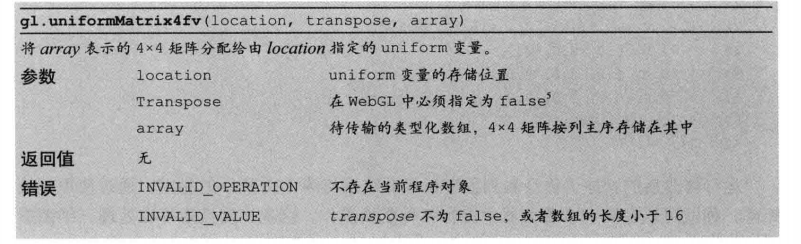 gl.uniformMatrix4fv(location, transpose, array)
将 array 表示的 4×4 矩阵分配给由 location 指定的 uniform 变量。
参数 location uniform 变量的存储位置
Transpose 在 WebGL 中必须指定为 false⁵
array 待传输的类型化数组，4×4 矩阵按列主序存储在其中
返回值 无
错误 INVALID_OPERATION 不存在当前程序对象
INVALID_VALUE transpose 不为 false，或者数组的长度小于 16